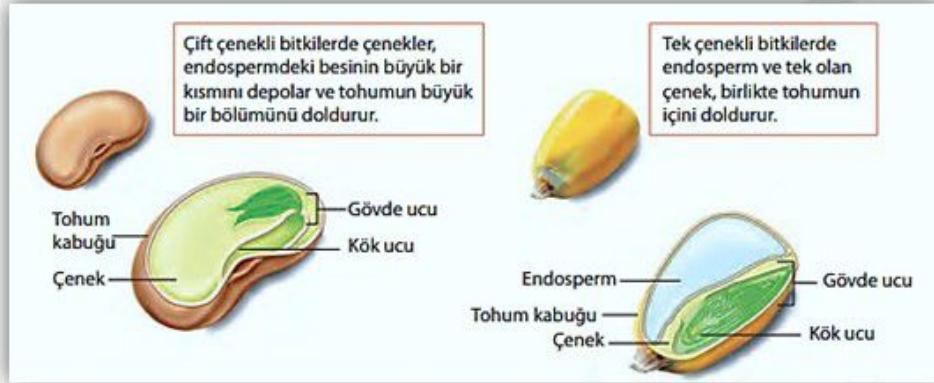 Çift çenekli bitkilerde çenekler,
endospermdeki besinin büyük bir
kısmını depolar ve tohumun büyük
bir bölümünü doldurur.
Tek çenekli bitkilerde
endosperm ve tek olan
çenek, birlikte tohumun
içini doldurur.
Tohum
kabuğu
Çenek
Gövde ucu
Kök ucu
Endosperm
Tohum kabuğu
Çenek
Gövde ucu
Kök ucu